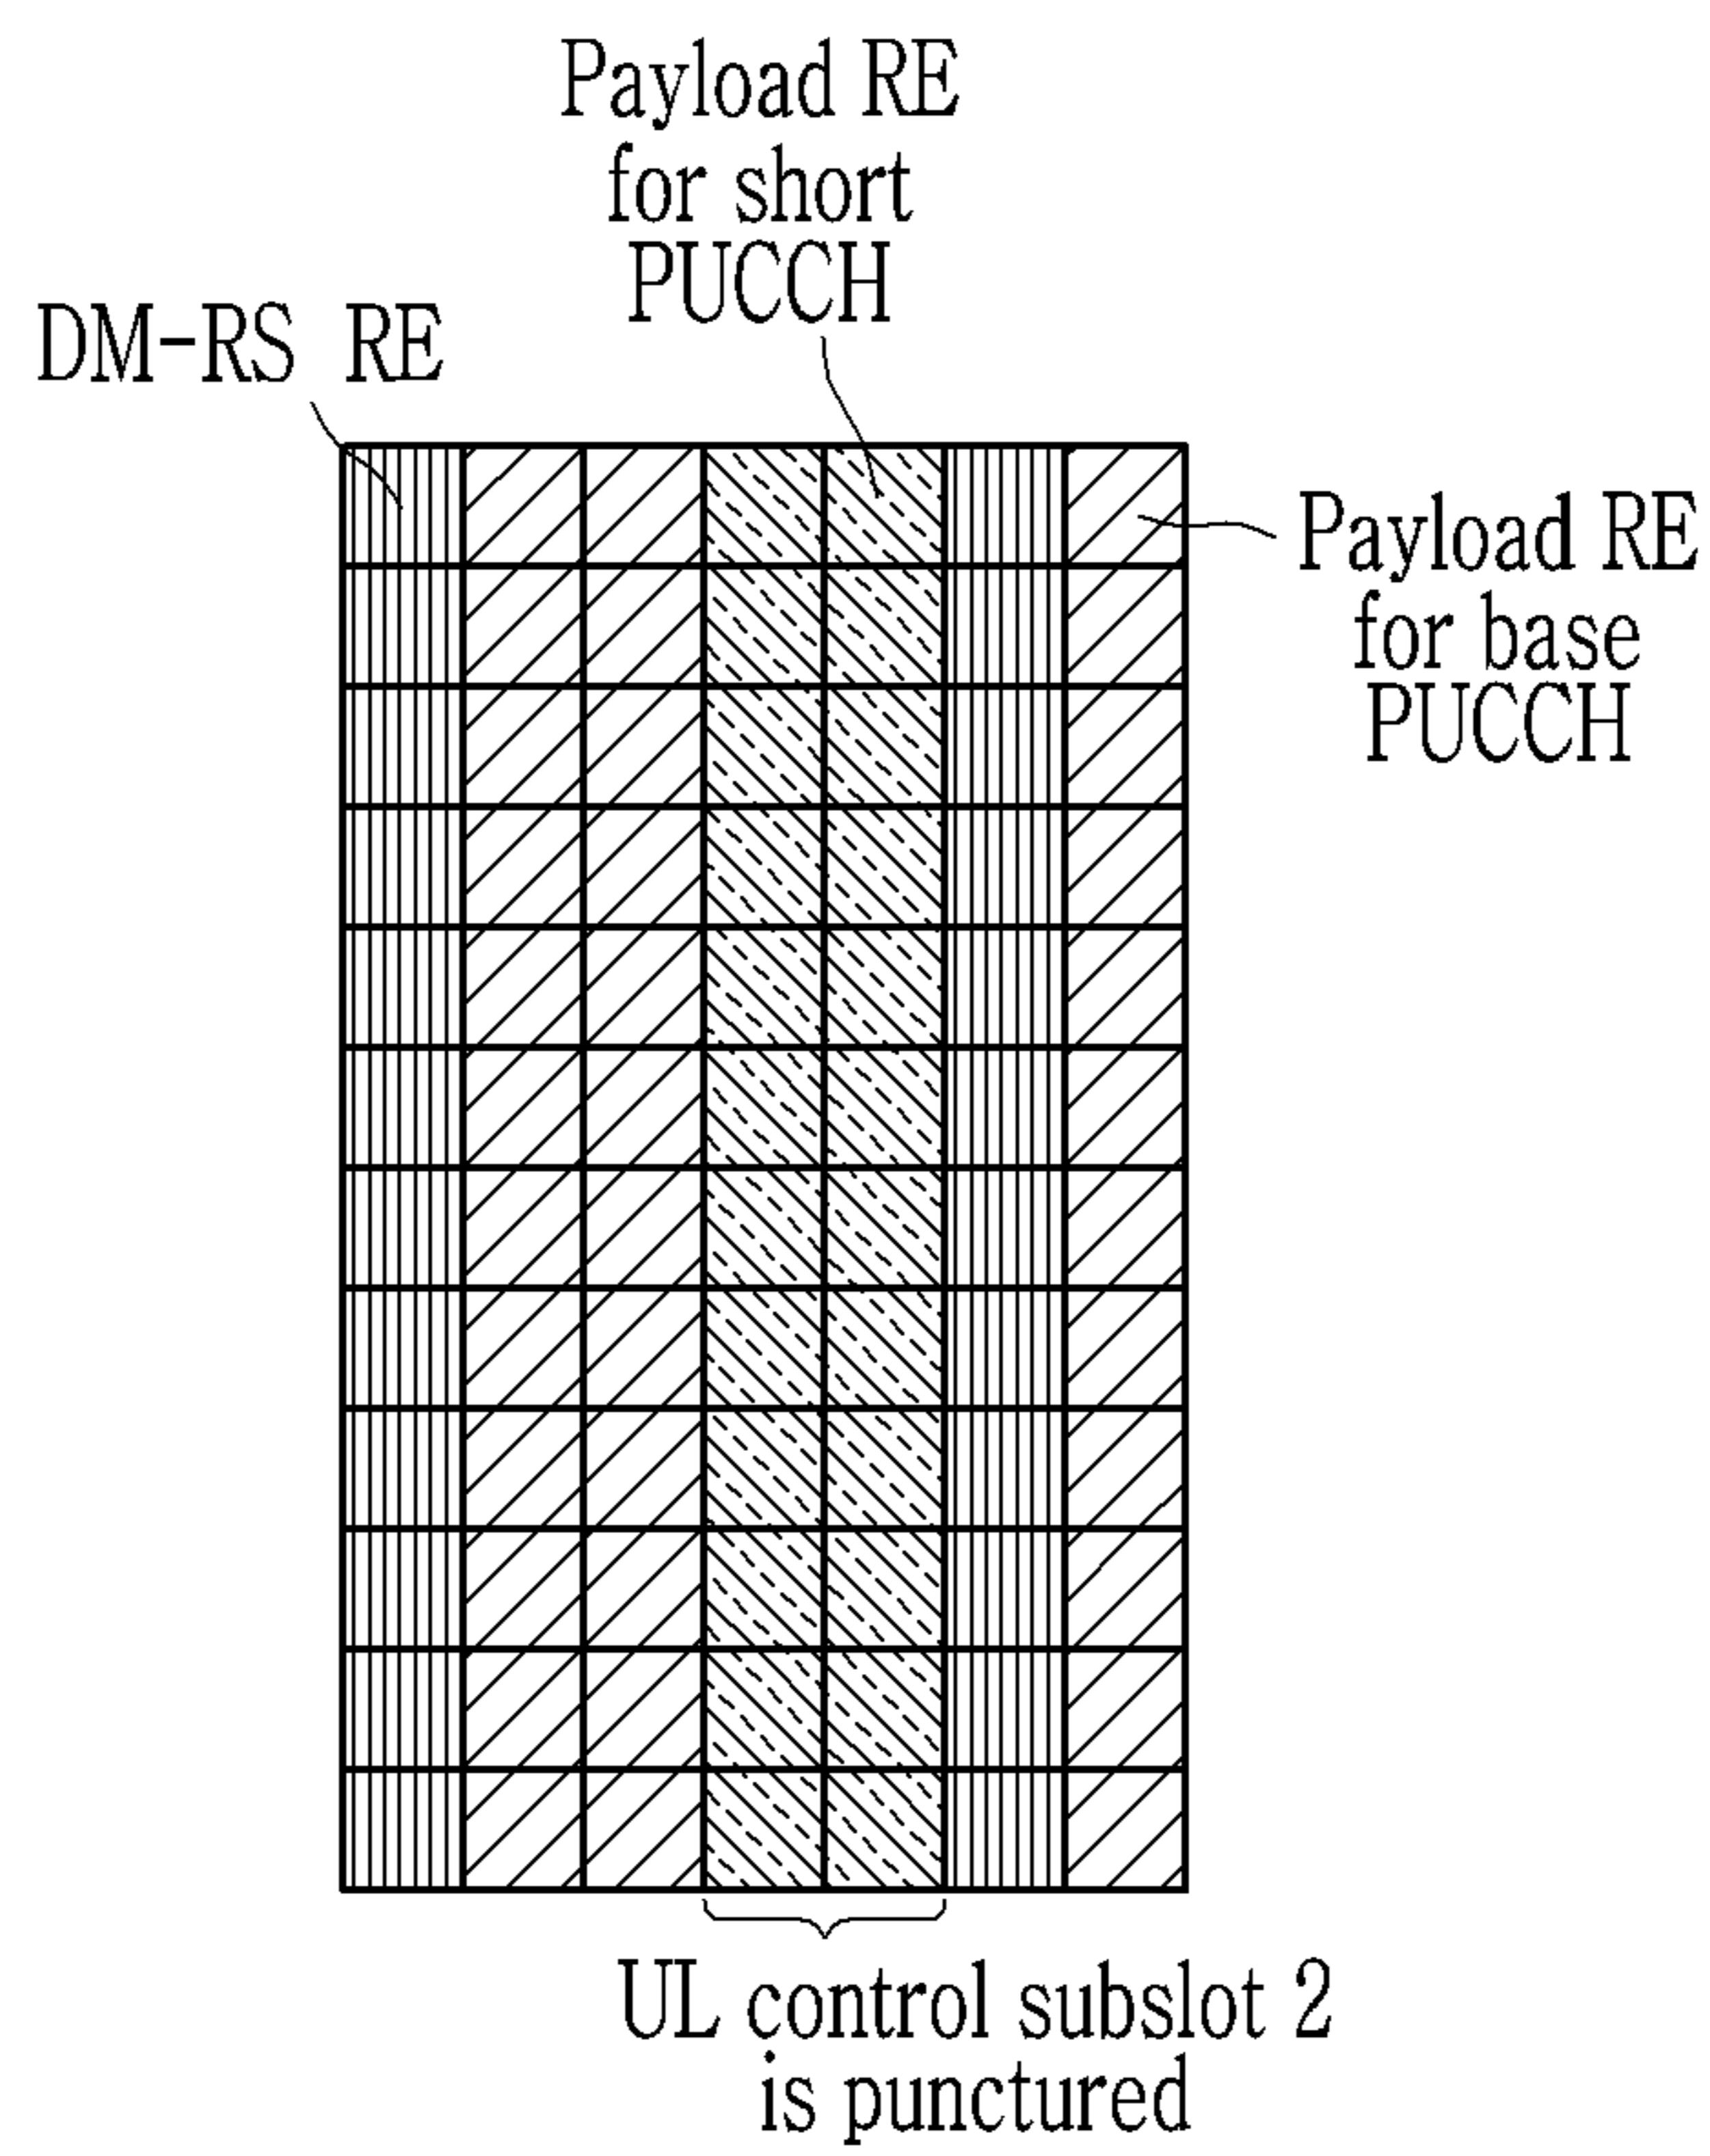 Payload RE
for short
PUCCH
DM-RS RE
Payload RE
for base
PUCCH
UL control subslot 2
is punctured